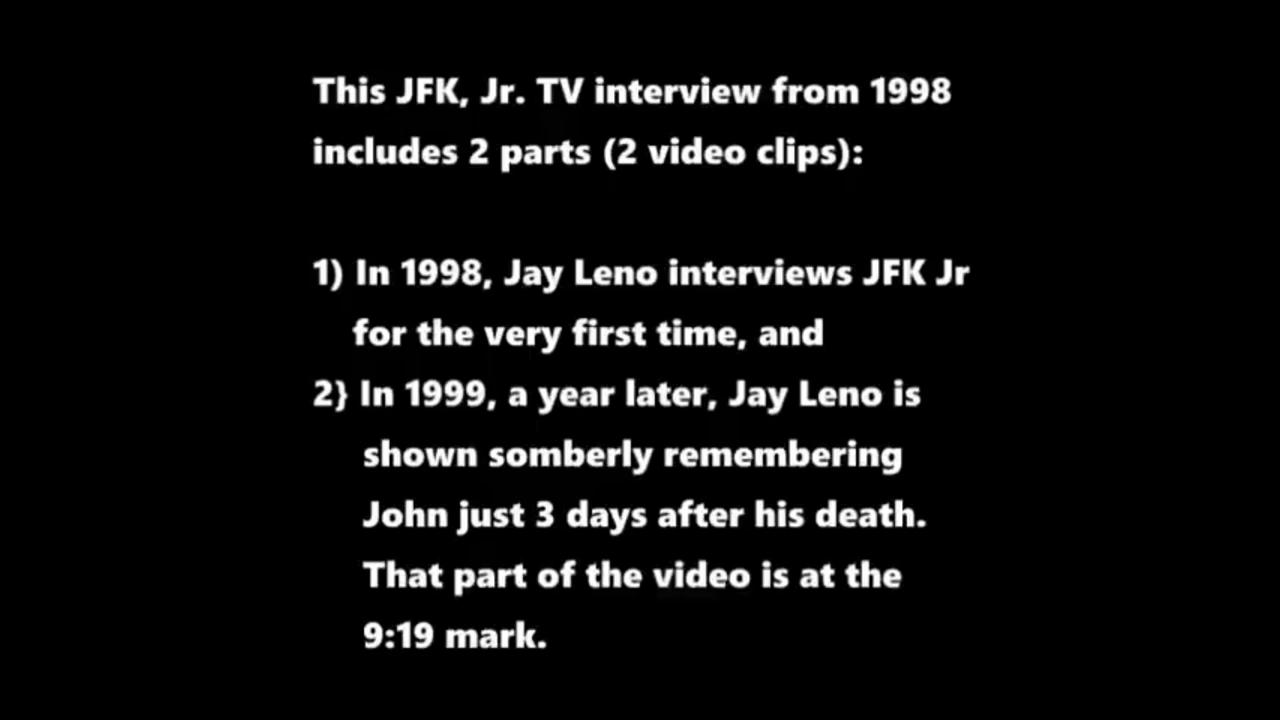 This JFK, Jr. TV interview from 1998
includes 2 parts (2 video clips):
1) In 1998, Jay Leno interviews JFK Jr
for the very first time, and
2} In 1999, a year later, Jay Leno is
shown somberly remembering
John just 3 days after his death.
That part of the video is at the
9:19 mark.